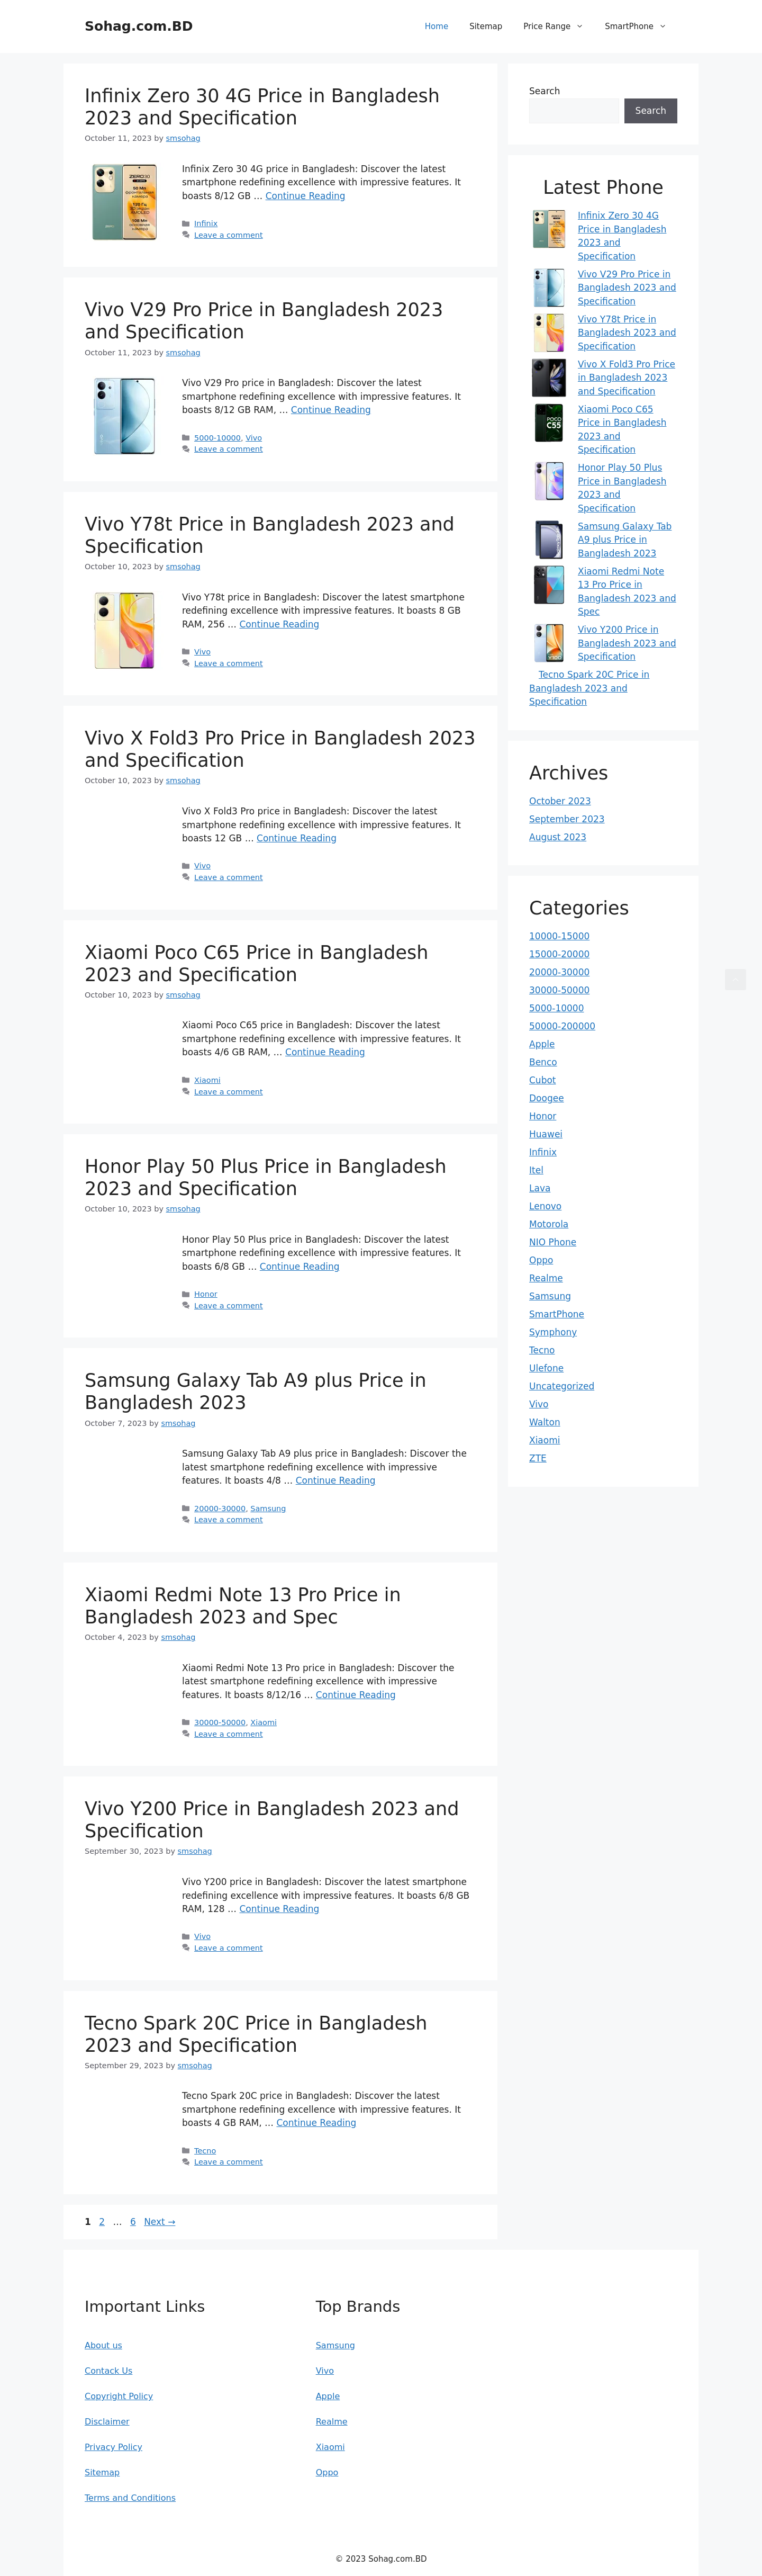 Sohag.com.BD
Home
Sitemap
Price Range
SmartPhone
Infinix Zero 30 4G Price in Bangladesh
2023 and Specification
October 11, 2023 by smsohag
Infinix Zero 30 4G price in Bangladesh: Discover the latest
smartphone redefining excellence with impressive features. It
boasts 8/12 GB … Continue Reading
Infinix
Leave a comment
Vivo V29 Pro Price in Bangladesh 2023
and Specification
October 11, 2023 by smsohag
Vivo V29 Pro price in Bangladesh: Discover the latest
smartphone redefining excellence with impressive features. It
boasts 8/12 GB RAM, … Continue Reading
5000-10000, Vivo
Leave a comment
Vivo Y78t Price in Bangladesh 2023 and
Specification
October 10, 2023 by smsohag
Vivo Y78t price in Bangladesh: Discover the latest smartphone
redefining excellence with impressive features. It boasts 8 GB
RAM, 256 … Continue Reading
Vivo
Leave a comment
Vivo X Fold3 Pro Price in Bangladesh 2023
and Specification
October 10, 2023 by smsohag
Vivo X Fold3 Pro price in Bangladesh: Discover the latest
smartphone redefining excellence with impressive features. It
boasts 12 GB … Continue Reading
Vivo
Leave a comment
Xiaomi Poco C65 Price in Bangladesh
2023 and Specification
October 10, 2023 by smsohag
Xiaomi Poco C65 price in Bangladesh: Discover the latest
smartphone redefining excellence with impressive features. It
boasts 4/6 GB RAM, … Continue Reading
Xiaomi
Leave a comment
Honor Play 50 Plus Price in Bangladesh
2023 and Specification
October 10, 2023 by smsohag
Honor Play 50 Plus price in Bangladesh: Discover the latest
smartphone redefining excellence with impressive features. It
boasts 6/8 GB … Continue Reading
Honor
Leave a comment
Samsung Galaxy Tab A9 plus Price in
Bangladesh 2023
October 7, 2023 by smsohag
Samsung Galaxy Tab A9 plus price in Bangladesh: Discover the
latest smartphone redefining excellence with impressive
features. It boasts 4/8 … Continue Reading
20000-30000, Samsung
Leave a comment
Xiaomi Redmi Note 13 Pro Price in
Bangladesh 2023 and Spec
October 4, 2023 by smsohag
Xiaomi Redmi Note 13 Pro price in Bangladesh: Discover the
latest smartphone redefining excellence with impressive
features. It boasts 8/12/16 … Continue Reading
30000-50000, Xiaomi
Leave a comment
Vivo Y200 Price in Bangladesh 2023 and
Specification
September 30, 2023 by smsohag
Vivo Y200 price in Bangladesh: Discover the latest smartphone
redefining excellence with impressive features. It boasts 6/8 GB
RAM, 128 … Continue Reading
Vivo
Leave a comment
Tecno Spark 20C Price in Bangladesh
2023 and Specification
September 29, 2023 by smsohag
Tecno Spark 20C price in Bangladesh: Discover the latest
smartphone redefining excellence with impressive features. It
boasts 4 GB RAM, … Continue Reading
Tecno
Leave a comment
1 2 … 6 Next →
Search
Search
Latest Phone
Infinix Zero 30 4G
Price in Bangladesh
2023 and
Specification
Vivo V29 Pro Price in
Bangladesh 2023 and
Specification
Vivo Y78t Price in
Bangladesh 2023 and
Specification
Vivo X Fold3 Pro Price
in Bangladesh 2023
and Specification
POCO
C55
Xiaomi Poco C65
Price in Bangladesh
2023 and
Specification
Honor Play 50 Plus
Price in Bangladesh
2023 and
Specification
Samsung Galaxy Tab
A9 plus Price in
Bangladesh 2023
Xiaomi Redmi Note
13 Pro Price in
Bangladesh 2023 and
Spec
Vivo Y200 Price in
Bangladesh 2023 and
Specification
Tecno Spark 20C Price in
Bangladesh 2023 and
Specification
Archives
October 2023
September 2023
August 2023
Categories
10000-15000
15000-20000
20000-30000
30000-50000
5000-10000
50000-200000
Apple
Benco
Cubot
Doogee
Honor
Huawei
Infinix
Itel
Lava
Lenovo
Motorola
NIO Phone
Oppo
Realme
Samsung
SmartPhone
Symphony
Tecno
Ulefone
Uncategorized
Vivo
Walton
Xiaomi
ZTE
Important Links
About us
Contack Us
Copyright Policy
Disclaimer
Privacy Policy
Sitemap
Terms and Conditions
Top Brands
Samsung
Vivo
Apple
Realme
Xiaomi
Oppo
© 2023 Sohag.com.BD